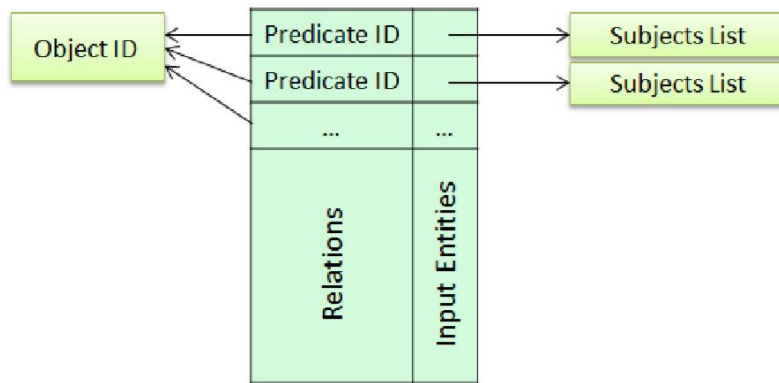 Object ID
Predicate ID
Subjects List
Predicate ID
Subjects List
... ...
Relations
Input Entities